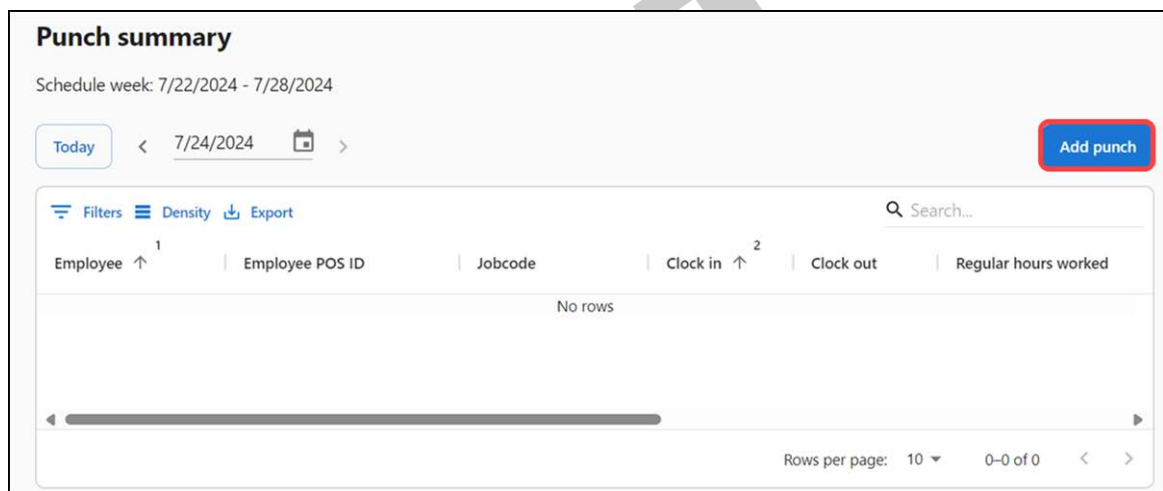 Punch summary
Schedule week: 7/22/2024 - 7/28/2024
Today 7/24/2024 Add punch
Filters Density Export Search...
Employee 1 Employee POS ID Jobcode Clock in 2 Clock out Regular hours worked
No rows
Rows per page: 10 0–0 of 0